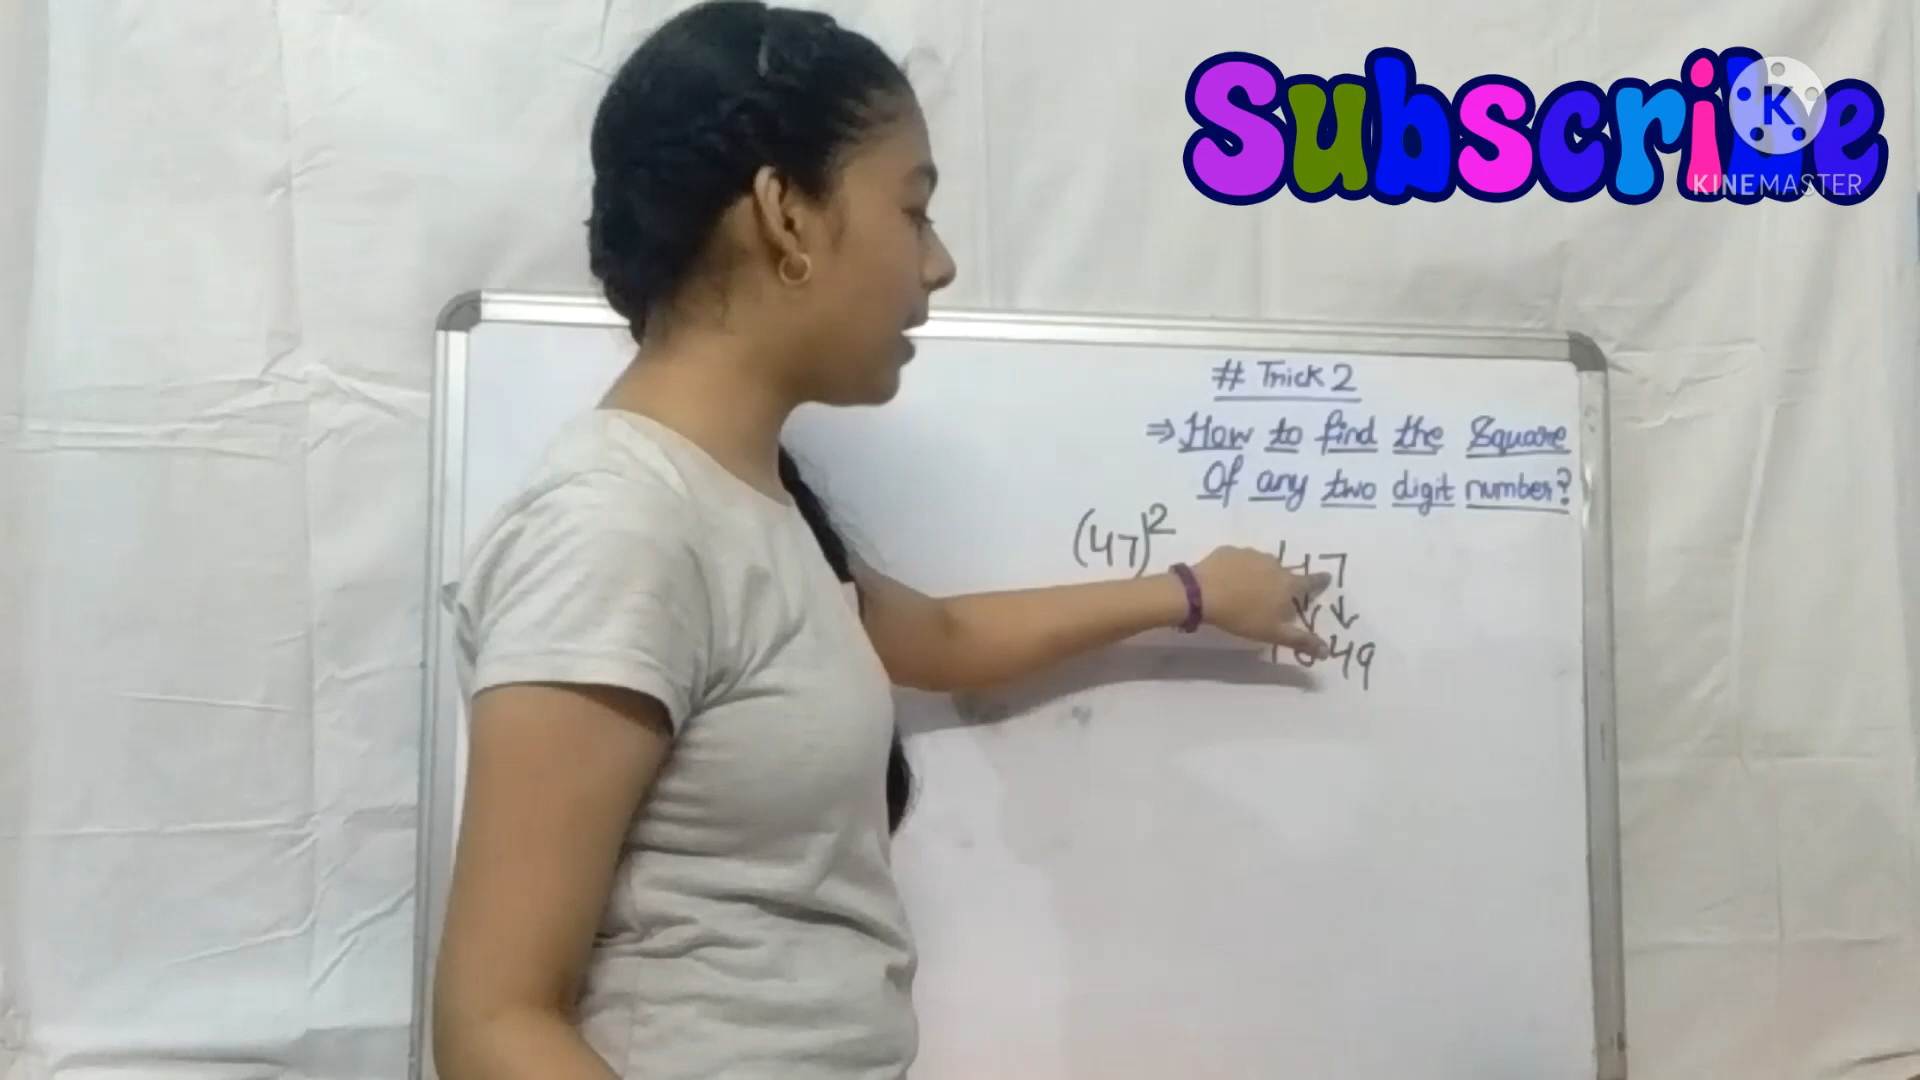 Subscribe
K
KINEMASTER
# Trick 2
⇒ How to find the Square
Of any two digit number?
(47)²
47
↓ ↓
1649